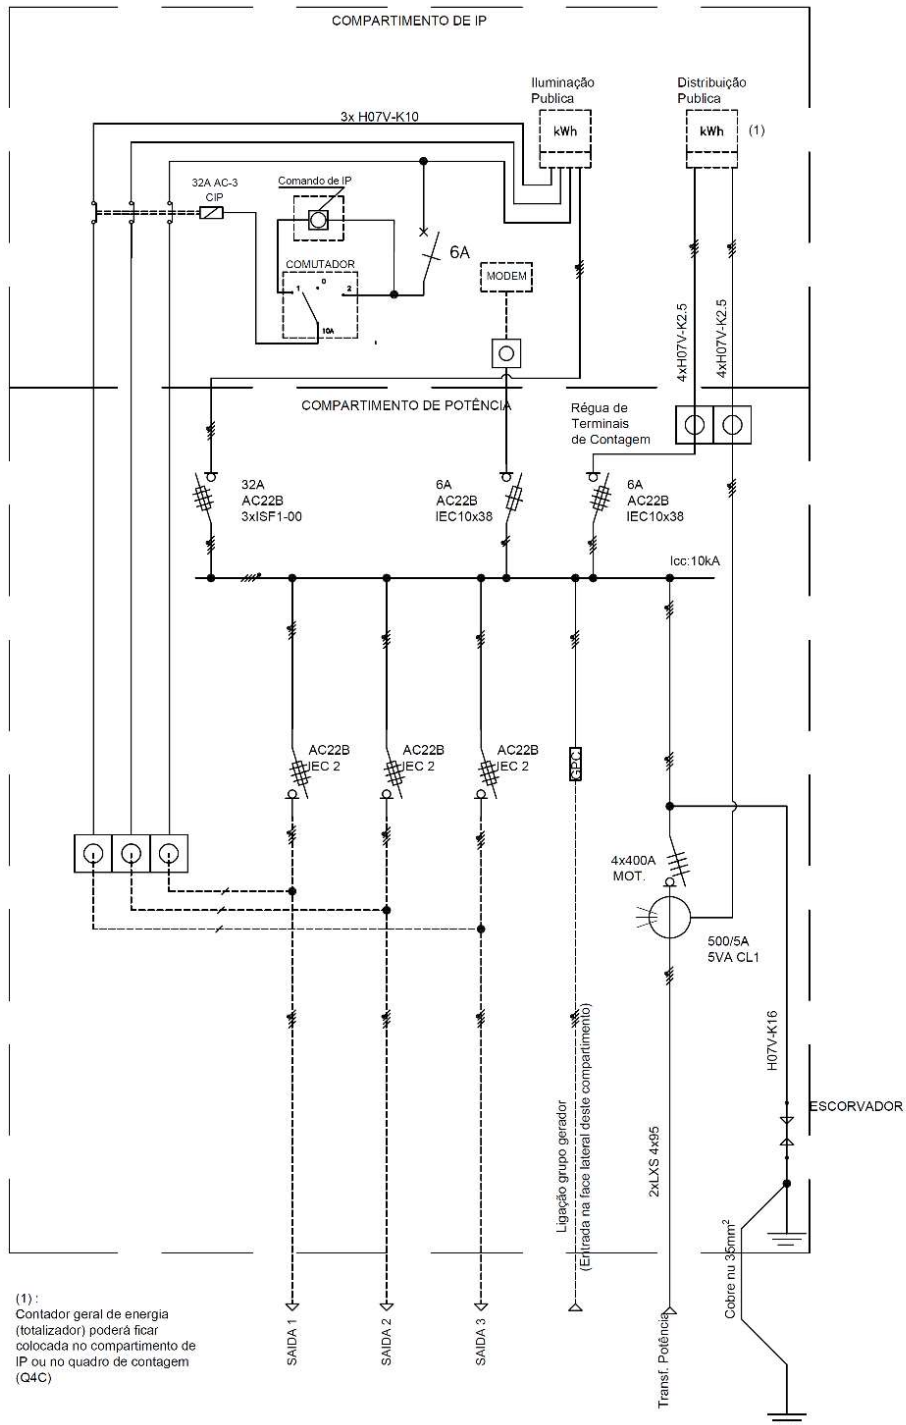 COMPARTIMENTO DE IP
Iluminação
Publica
Distribuição
Publica
3x H07V-K10
kWh
kWh
(1)
32A AC-3
CIP
Comando de IP
6A
COMUTADOR
MODEM
1
0
2
10A
4xH07V-K2.5
4xH07V-K2.5
COMPARTIMENTO DE POTÊNCIA
Régua de
Terminais
de Contagem
32A
AC22B
3xISF1-00
6A
AC22B
IEC10x38
6A
AC22B
IEC10x38
Icc:10kA
AC22B
IEC 2
AC22B
IEC 2
AC22B
IEC 2
GPC
4x400A
MOT.
500/5A
5VA CL1
H07V-K16
ESCORVADOR
Ligação grupo gerador
(Entrada na face lateral deste compartimento)
2xLXS 4x95
Cobre nu 35mm²
SAIDA 1
SAIDA 2
SAIDA 3
Transf. Potência
(1) :
Contador geral de energia
(totalizador) poderá ficar
colocada no compartimento de
IP ou no quadro de contagem
(Q4C)